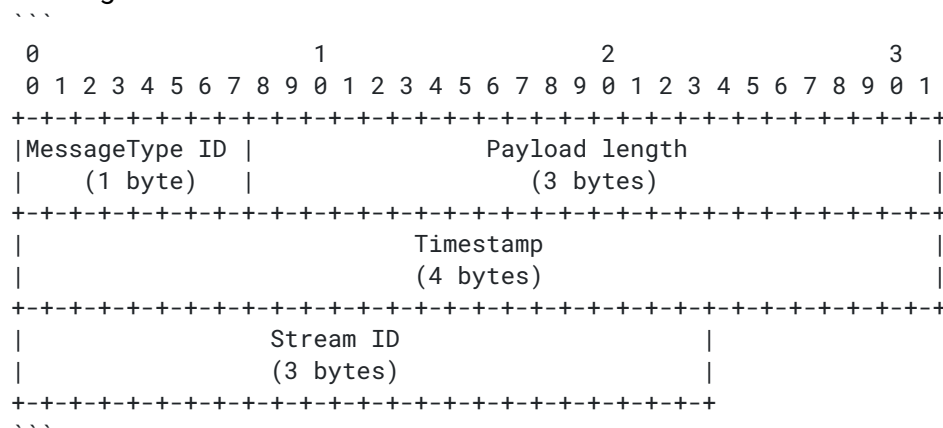 ```
 0                   1                   2                   3
 0 1 2 3 4 5 6 7 8 9 0 1 2 3 4 5 6 7 8 9 0 1 2 3 4 5 6 7 8 9 0 1
+-+-+-+-+-+-+-+-+-+-+-+-+-+-+-+-+-+-+-+-+-+-+-+-+-+-+-+-+-+-+-+-+
|MessageType ID |                Payload length                 |
|    (1 byte)   |                   (3 bytes)                   |
+-+-+-+-+-+-+-+-+-+-+-+-+-+-+-+-+-+-+-+-+-+-+-+-+-+-+-+-+-+-+-+-+
|                           Timestamp                           |
|                           (4 bytes)                           |
+-+-+-+-+-+-+-+-+-+-+-+-+-+-+-+-+-+-+-+-+-+-+-+-+-+-+-+-+-+-+-+-+
|                 Stream ID                     |
|                 (3 bytes)                     |
+-+-+-+-+-+-+-+-+-+-+-+-+-+-+-+-+-+-+-+-+-+-+-+-+
```